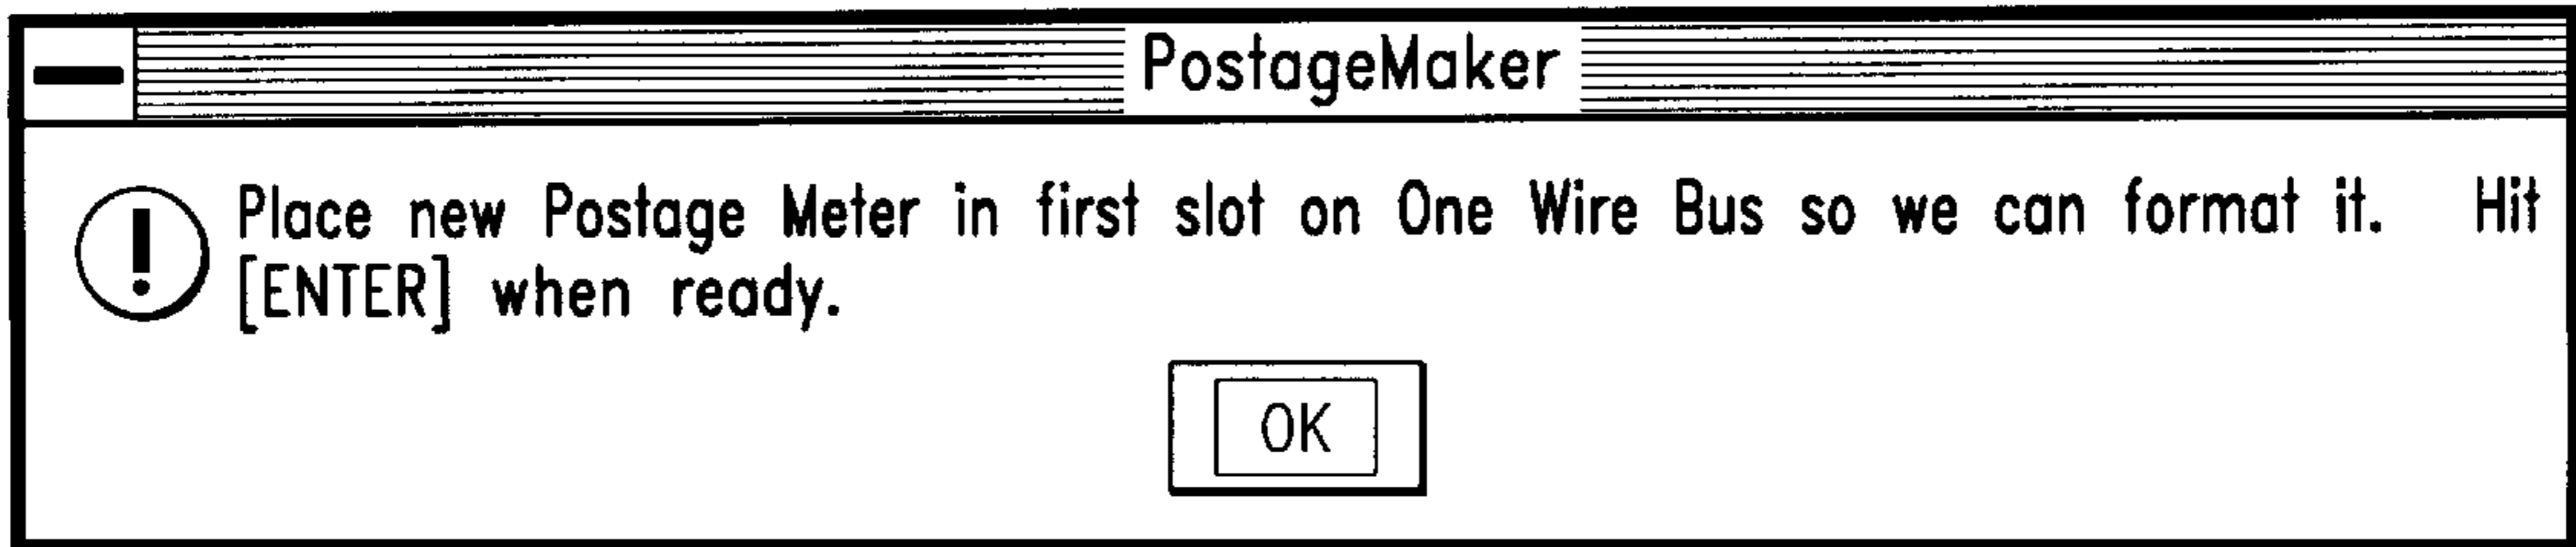 PostageMaker
Place new Postage Meter in first slot on One Wire Bus so we can format it. Hit
[ENTER] when ready.
OK